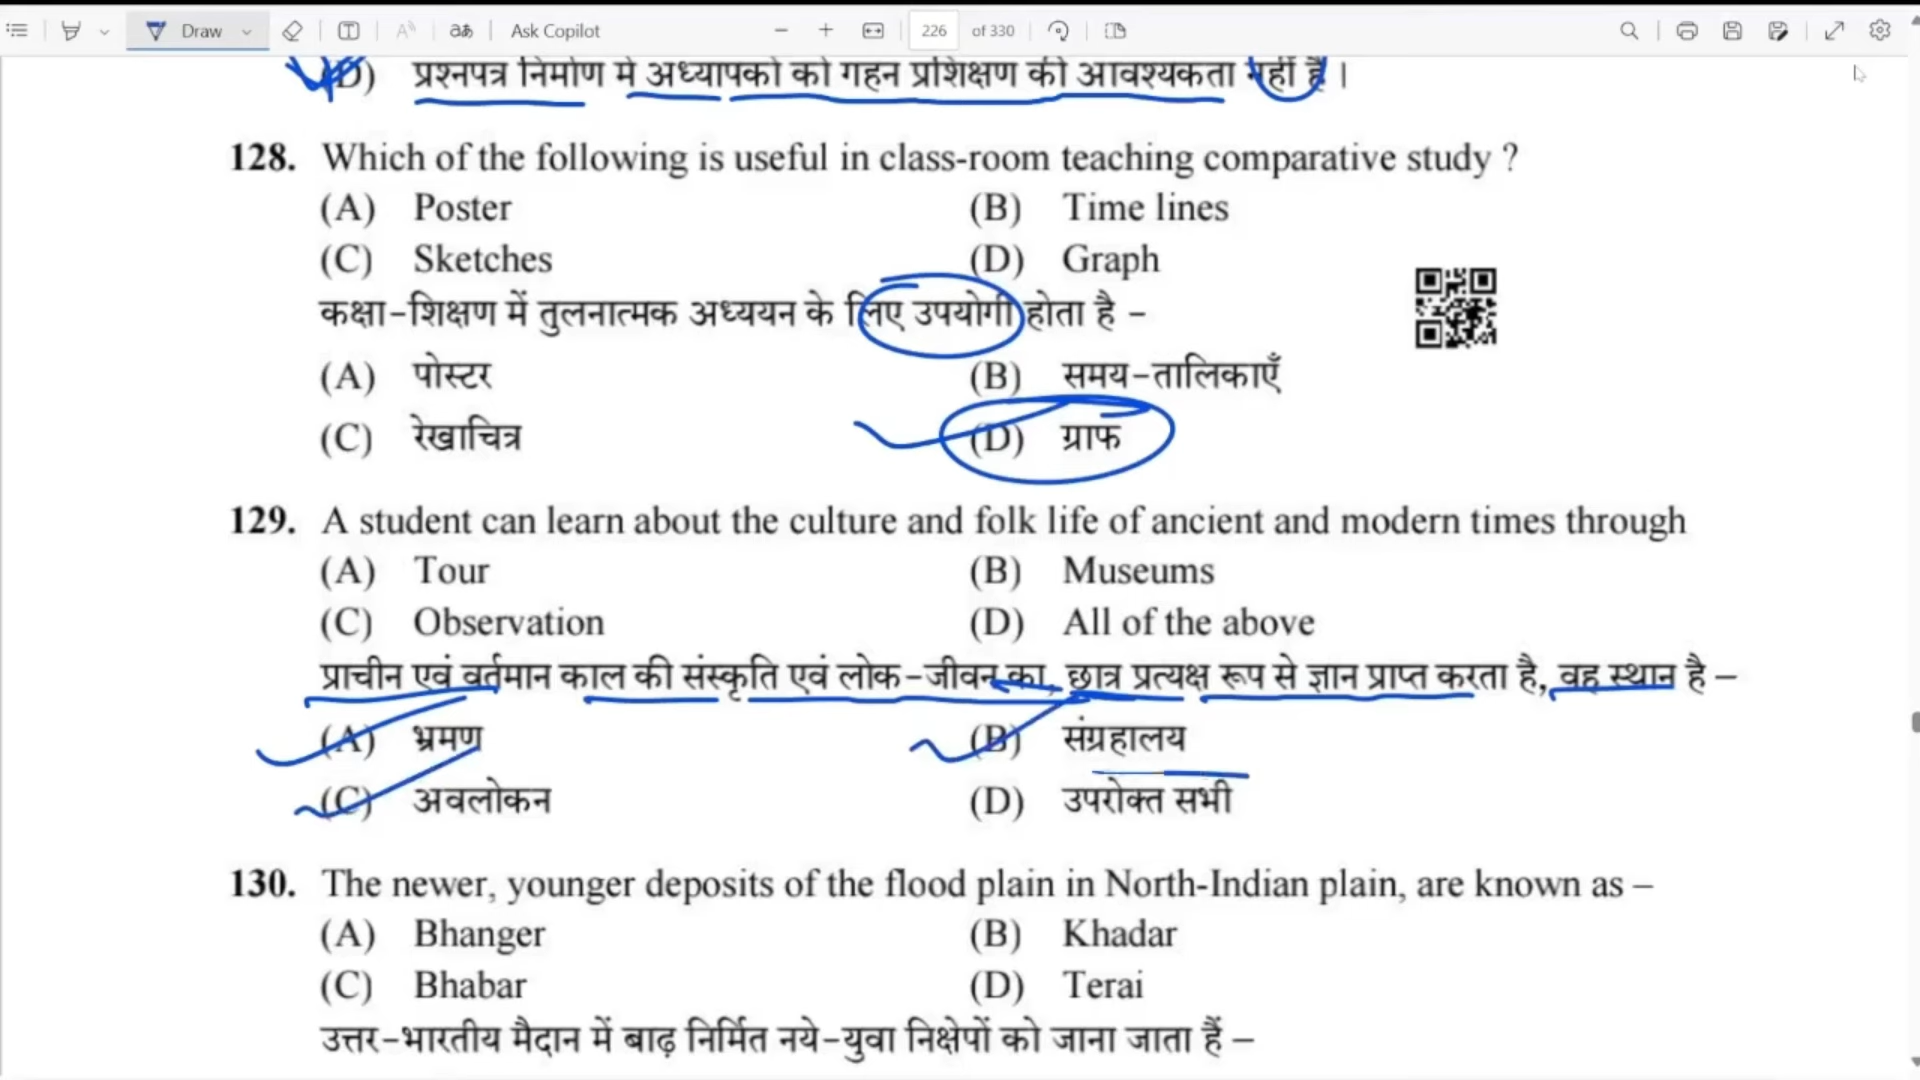 Draw Ask Copilot 226 of 330
(D) प्रश्नपत्र निर्माण में अध्यापकों को गहन प्रशिक्षण की आवश्यकता नहीं है।
128. Which of the following is useful in class-room teaching comparative study ?
(A) Poster (B) Time lines
(C) Sketches (D) Graph
कक्षा-शिक्षण में तुलनात्मक अध्ययन के लिए उपयोगी होता है –
(A) पोस्टर (B) समय-तालिकाएँ
(C) रेखाचित्र (D) ग्राफ
129. A student can learn about the culture and folk life of ancient and modern times through
(A) Tour (B) Museums
(C) Observation (D) All of the above
प्राचीन एवं वर्तमान काल की संस्कृति एवं लोक-जीवन का, छात्र प्रत्यक्ष रूप से ज्ञान प्राप्त करता है, वह स्थान है –
(A) भ्रमण (B) संग्रहालय
(C) अवलोकन (D) उपरोक्त सभी
130. The newer, younger deposits of the flood plain in North-Indian plain, are known as –
(A) Bhanger (B) Khadar
(C) Bhabar (D) Terai
उत्तर-भारतीय मैदान में बाढ़ निर्मित नये-युवा निक्षेपों को जाना जाता हैं –